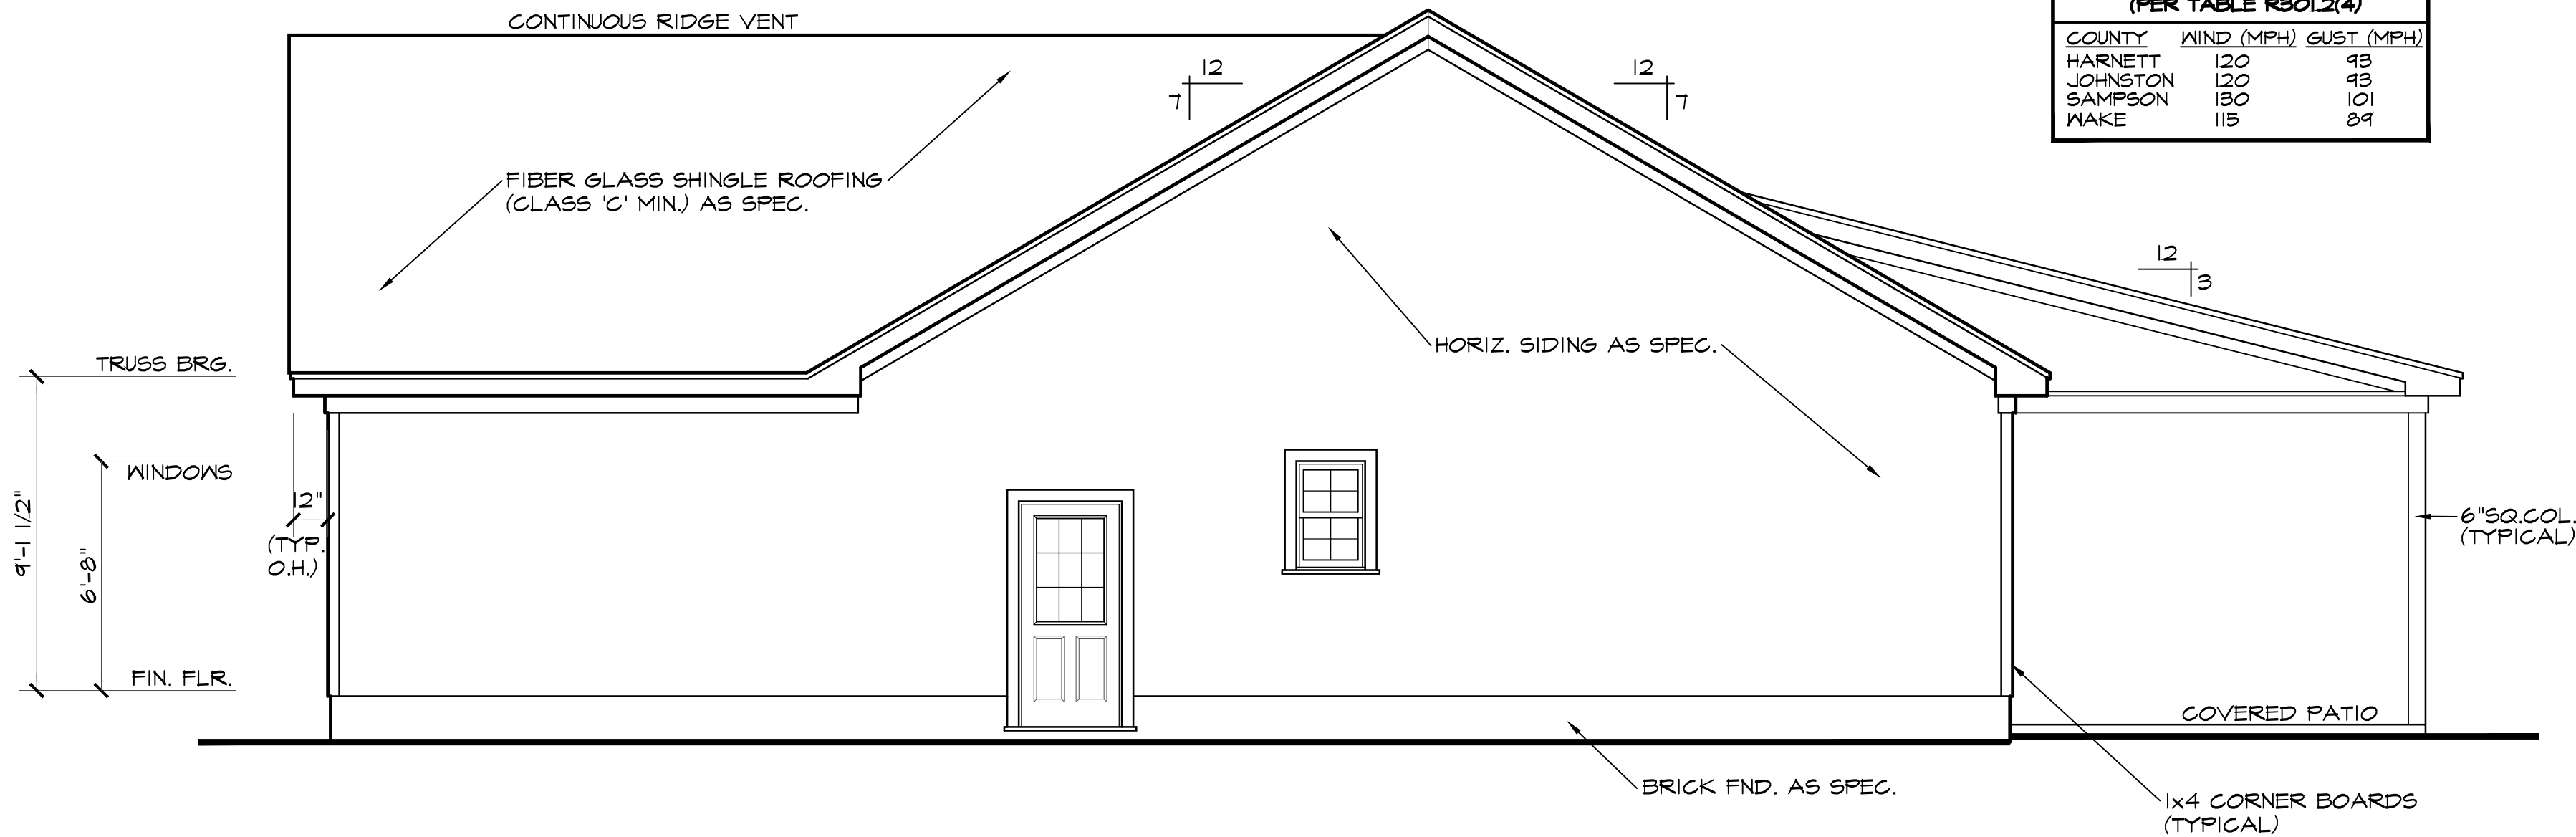 (PER TABLE R301.2(4)
COUNTY WIND (MPH) GUST (MPH)
HARNETT 120 93
JOHNSTON 120 93
SAMPSON 130 101
WAKE 115 89
CONTINUOUS RIDGE VENT
12
7
12
7
FIBER GLASS SHINGLE ROOFING
(CLASS 'C' MIN.) AS SPEC.
12
3
HORIZ. SIDING AS SPEC.
TRUSS BRG.
WINDOWS
9'-1 1/2"
6'-8"
12"
(TYP.
O.H.)
6"SQ.COL.
(TYPICAL)
FIN. FLR.
COVERED PATIO
BRICK FND. AS SPEC.
1x4 CORNER BOARDS
(TYPICAL)